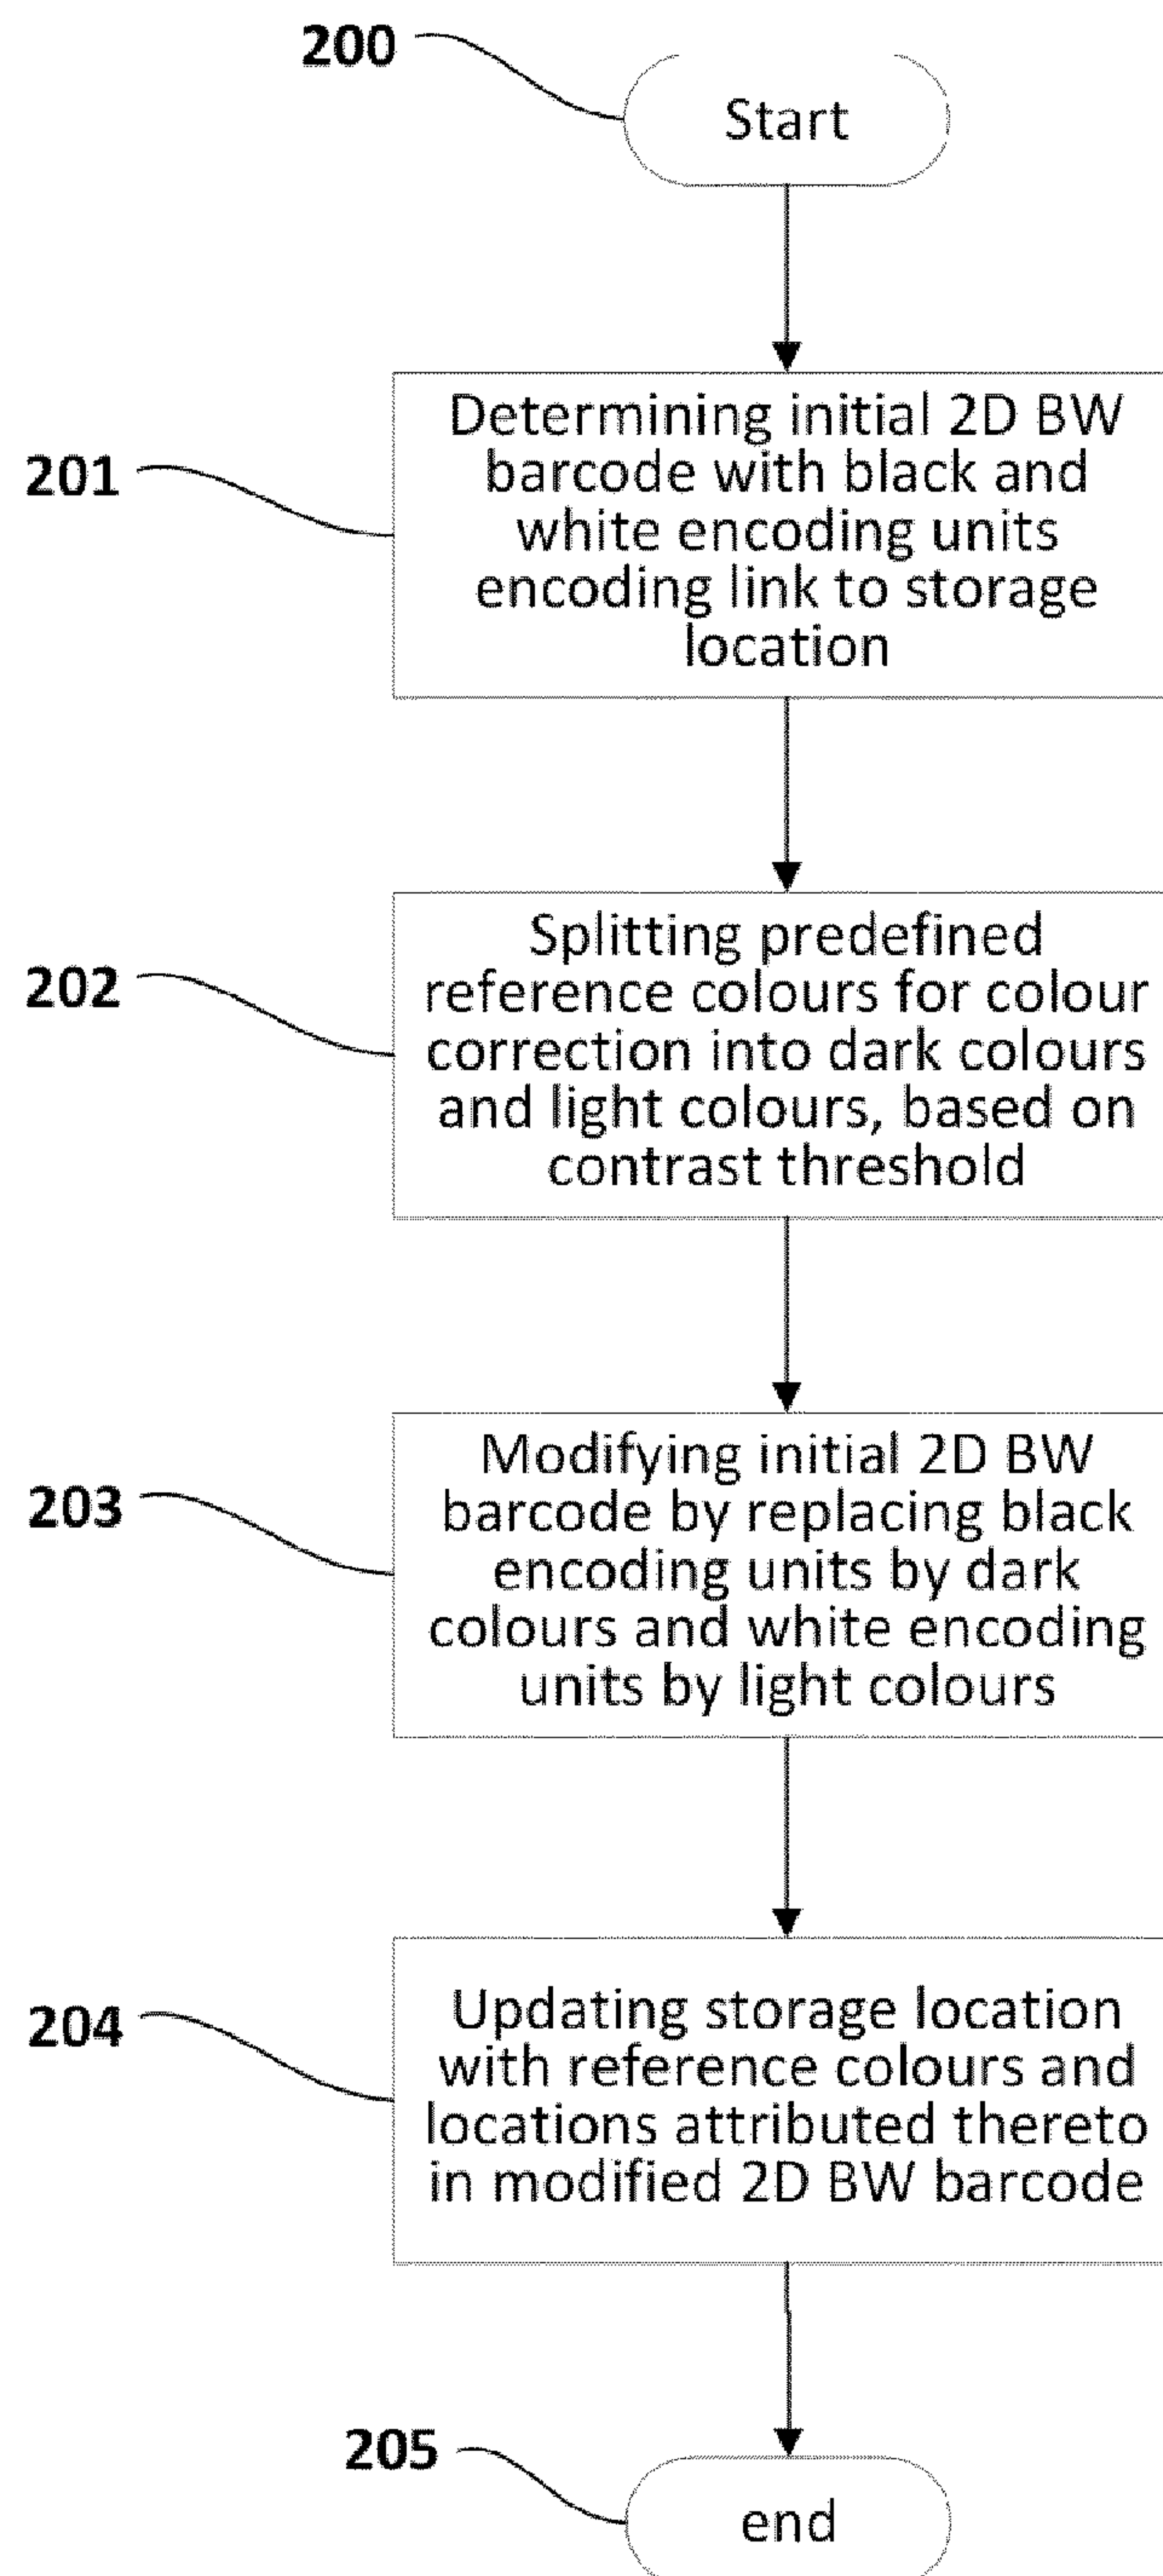 200
Start
201
Determining initial 2D BW
barcode with black and
white encoding units
encoding link to storage
location
202
Splitting predefined
reference colours for colour
correction into dark colours
and light colours, based on
contrast threshold
203
Modifying initial 2D BW
barcode by replacing black
encoding units by dark
colours and white encoding
units by light colours
204
Updating storage location
with reference colours and
locations attributed thereto
in modified 2D BW barcode
205
end